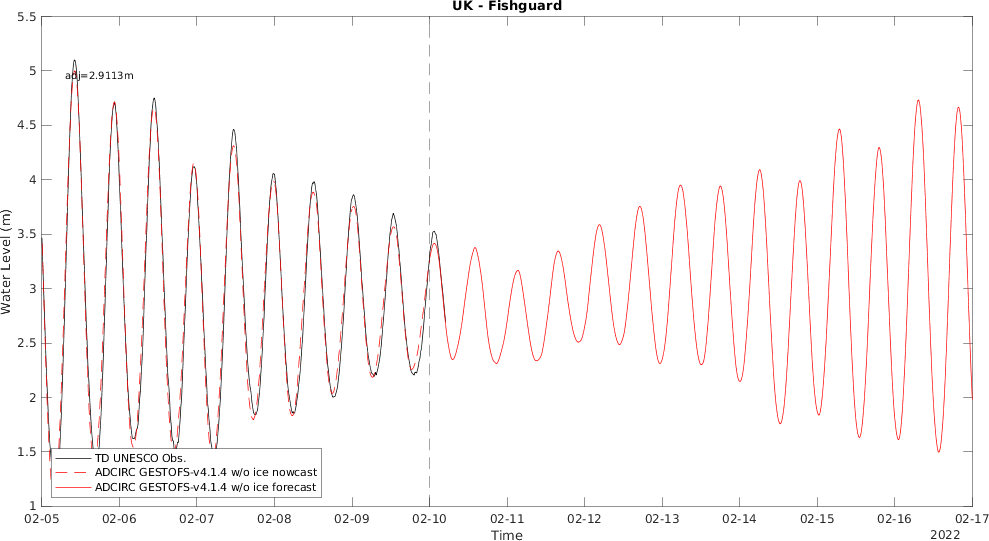 UK - Fishguard
5.5
5
4.5
4
3.5
3
2.5
2
1.5
1
Water Level (m)
adj=2.9113m
TD UNESCO Obs.
ADCIRC GESTOFS-v4.1.4 w/o ice nowcast
ADCIRC GESTOFS-v4.1.4 w/o ice forecast
02-05 02-06 02-07 02-08 02-09 02-10 02-11 02-12 02-13 02-14 02-15 02-16 02-17
Time
2022